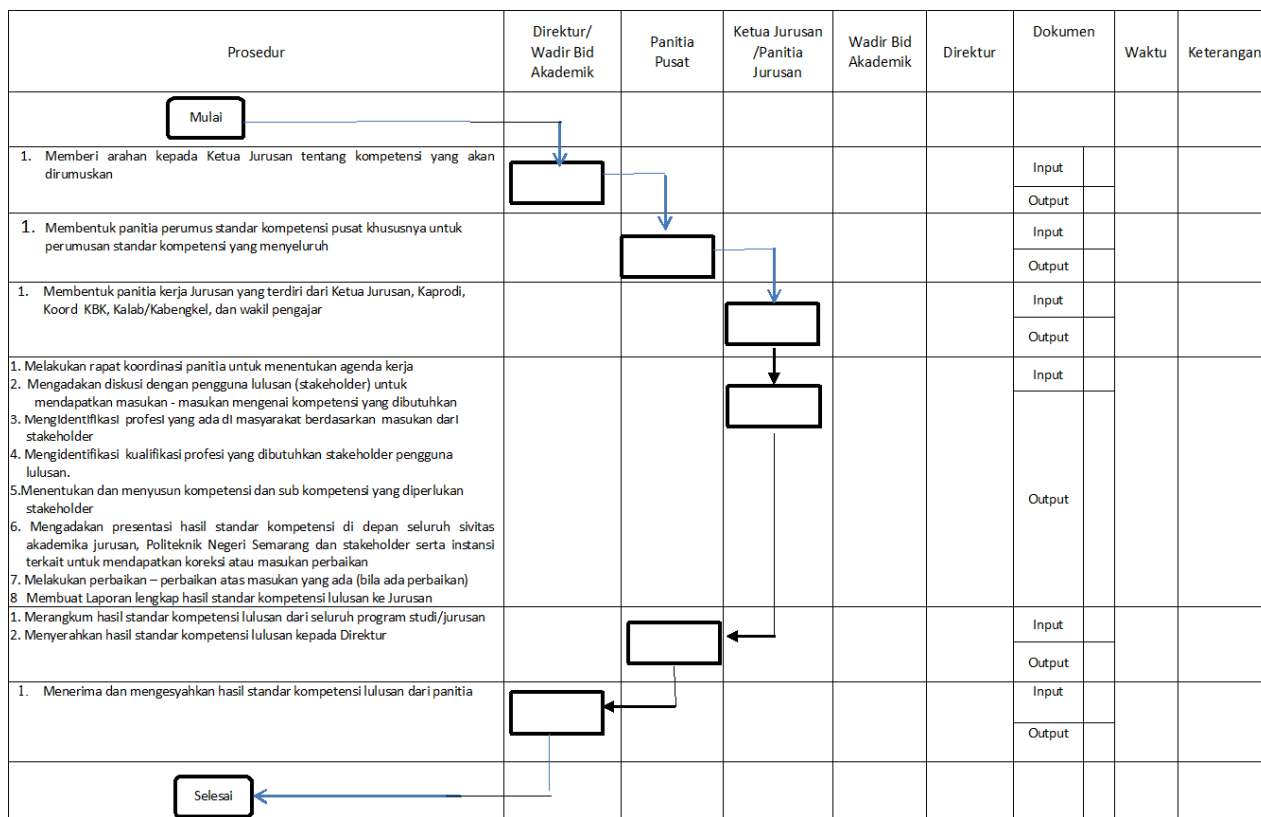 Prosedur
Direktur/
Wadir Bid
Akademik
Panitia
Pusat
Ketua Jurusan
/Panitia
Jurusan
Wadir Bid
Akademik
Direktur
Dokumen
Waktu
Keterangan
Mulai
1. Memberi arahan kepada Ketua Jurusan tentang kompetensi yang akan
dirumuskan
Input
Output
1. Membentuk panitia perumus standar kompetensi pusat khususnya untuk
perumusan standar kompetensi yang menyeluruh
Input
Output
1. Membentuk panitia kerja Jurusan yang terdiri dari Ketua Jurusan, Kaprodi,
Koord KBK, Kalab/Kabengkel, dan wakil pengajar
Input
Output
1. Melakukan rapat koordinasi panitia untuk menentukan agenda kerja
2. Mengadakan diskusi dengan pengguna lulusan (stakeholder) untuk
mendapatkan masukan - masukan mengenai kompetensi yang dibutuhkan
3. Mengidentifikasi profesi yang ada di masyarakat berdasarkan masukan dari
stakeholder
4. Mengidentifikasi kualifikasi profesi yang dibutuhkan stakeholder pengguna
lulusan.
5.Menentukan dan menyusun kompetensi dan sub kompetensi yang diperlukan
stakeholder
6. Mengadakan presentasi hasil standar kompetensi di depan seluruh sivitas
akademika jurusan, Politeknik Negeri Semarang dan stakeholder serta instansi
terkait untuk mendapatkan koreksi atau masukan perbaikan
7. Melakukan perbaikan – perbaikan atas masukan yang ada (bila ada perbaikan)
8 Membuat Laporan lengkap hasil standar kompetensi lulusan ke Jurusan
Input
Output
1. Merangkum hasil standar kompetensi lulusan dari seluruh program studi/jurusan
2. Menyerahkan hasil standar kompetensi lulusan kepada Direktur
Input
Output
1. Menerima dan mengesyahkan hasil standar kompetensi lulusan dari panitia
Input
Output
Selesai